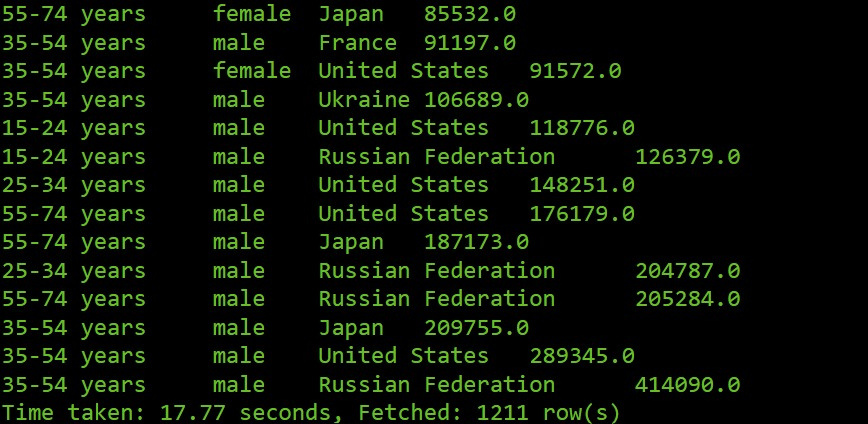 55-74 years	female	Japan	85532.0
35-54 years	male	France	91197.0
35-54 years	female	United States	91572.0
35-54 years	male	Ukraine	106689.0
15-24 years	male	United States	118776.0
15-24 years	male	Russian Federation	126379.0
25-34 years	male	United States	148251.0
55-74 years	male	United States	176179.0
55-74 years	male	Japan	187173.0
25-34 years	male	Russian Federation	204787.0
55-74 years	male	Russian Federation	205284.0
35-54 years	male	Japan	209755.0
35-54 years	male	United States	289345.0
35-54 years	male	Russian Federation	414090.0
Time taken: 17.77 seconds, Fetched: 1211 row(s)